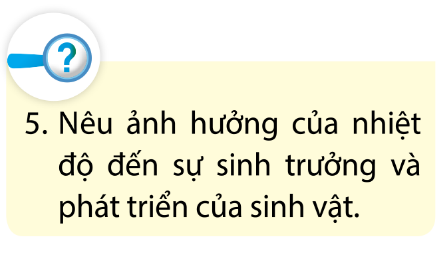 ?
5. Nêu ảnh hưởng của nhiệt
độ đến sự sinh trưởng và
phát triển của sinh vật.